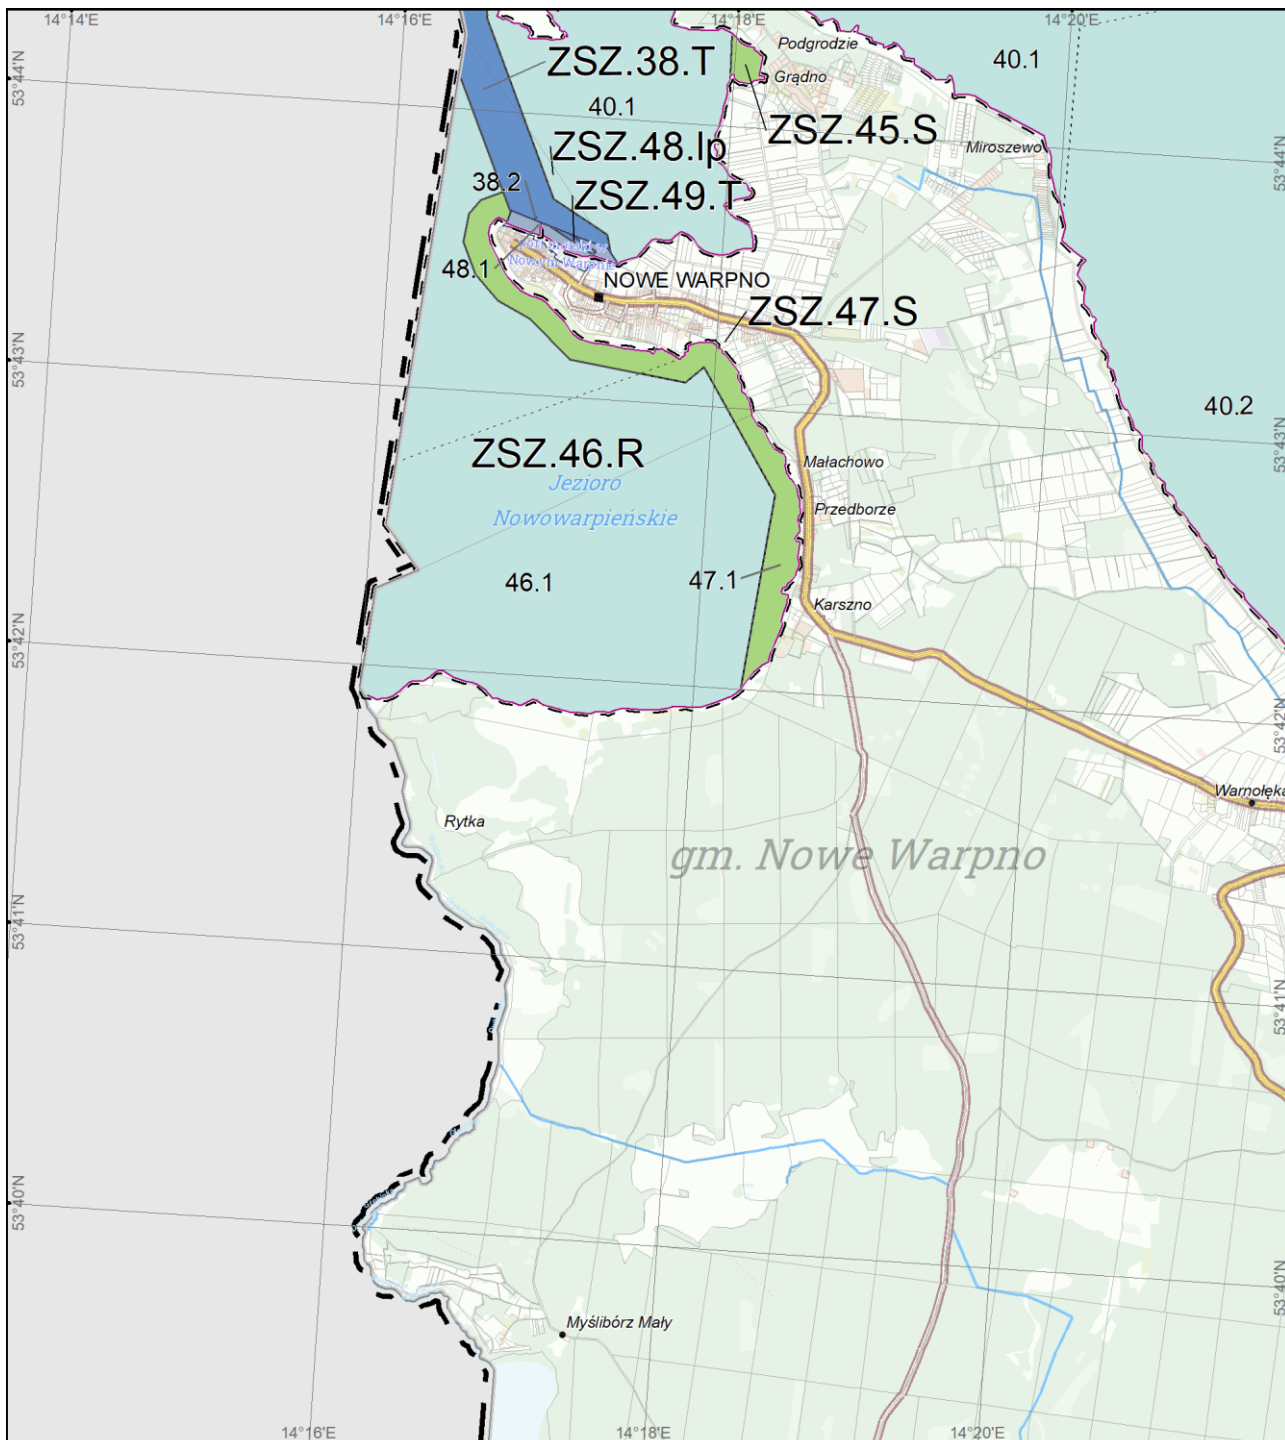 14°14'E
14°16'E
14°18'E
14°20'E
Podgrodzie
40.1
ZSZ.38.T
Grądno
53°44'N
40.1
ZSZ.45.S
ZSZ.48.Ip
Miroszewo
53°44'N
38.2
ZSZ.49.T
Nowym Warpnie
48.1
NOWE WARPNO
ZSZ.47.S
53°43'N
40.2
53°43'N
ZSZ.46.R
Małachowo
Jezioro
Nowowarpieńskie
Przedborze
46.1
47.1
Karszno
53°42'N
53°42'N
Warnołęka
Rytka
gm. Nowe Warpno
53°41'N
53°41'N
53°40'N
53°40'N
Myślibórz Mały
14°16'E
14°18'E
14°20'E